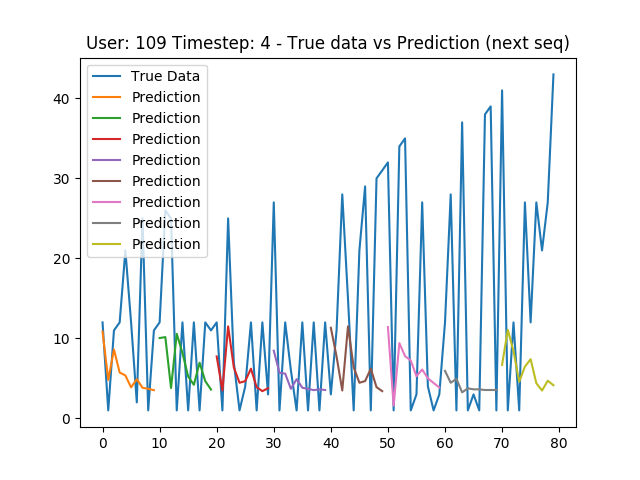 User: 109 Timestep: 4 - True data vs Prediction (next seq)
True Data
Prediction
Prediction
Prediction
Prediction
Prediction
Prediction
Prediction
Prediction
40
30
20
10
0
0 10 20 30 40 50 60 70 80